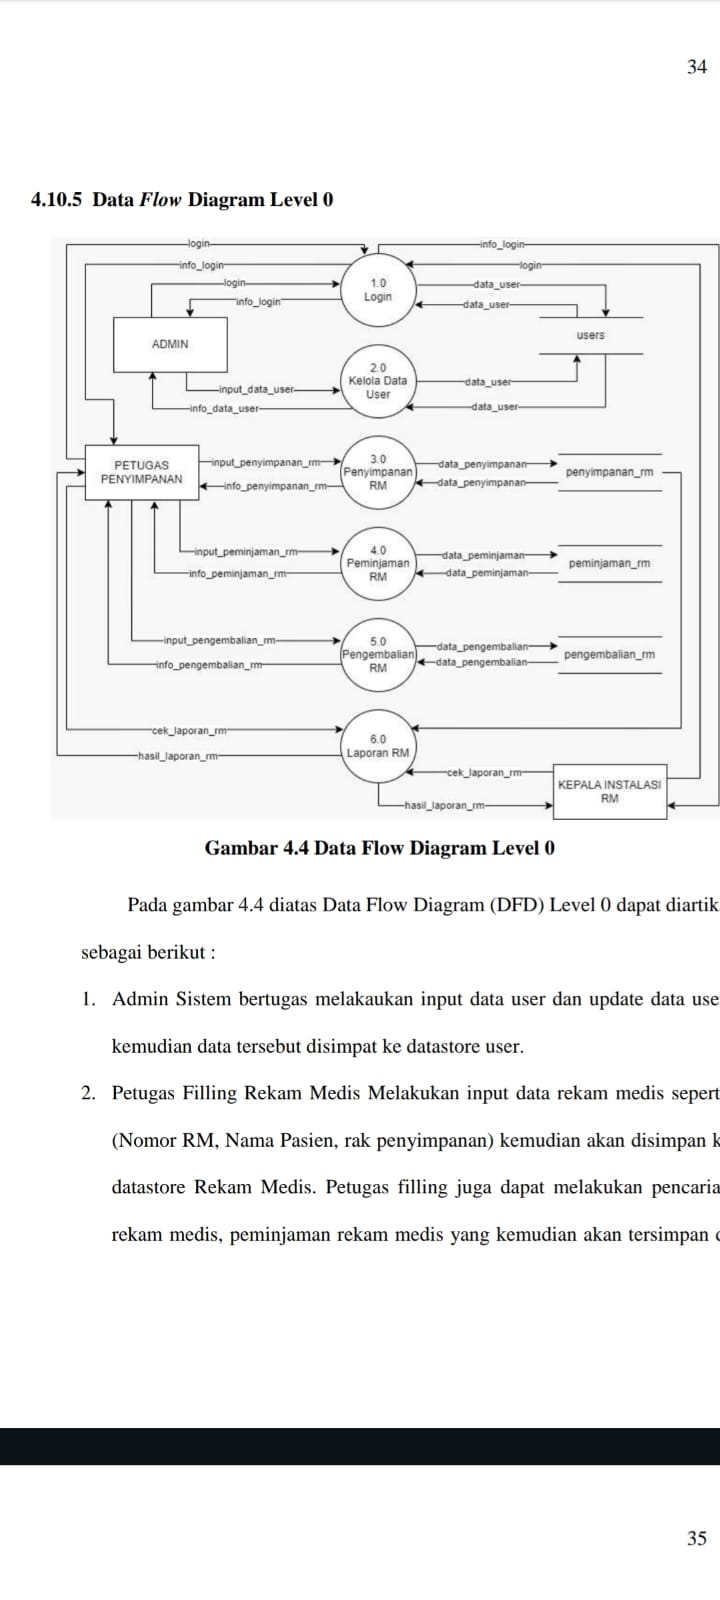 34
4.10.5 Data Flow Diagram Level 0
login
info_login
info_login
login
login
info_login
1.0
Login
data_user
data_user
ADMIN
users
input_data_user
info_data_user
2.0
Kelola Data
User
data_user
data_user
PETUGAS
PENYIMPANAN
input_penyimpanan_rm
info_penyimpanan_rm
3.0
Penyimpanan
RM
data_penyimpanan
data_penyimpanan
penyimpanan_rm
input_peminjaman_rm
info_peminjaman_rm
4.0
Peminjaman
RM
data_peminjaman
data_peminjaman
peminjaman_rm
input_pengembalian_rm
info_pengembalian_rm
5.0
Pengembalian
RM
data_pengembalian
data_pengembalian
pengembalian_rm
cek_laporan_rm
hasil_laporan_rm
6.0
Laporan RM
cek_laporan_rm
hasil_laporan_rm
KEPALA INSTALASI
RM
Gambar 4.4 Data Flow Diagram Level 0
Pada gambar 4.4 diatas Data Flow Diagram (DFD) Level 0 dapat diartik
sebagai berikut :
1. Admin Sistem bertugas melakaukan input data user dan update data use
kemudian data tersebut disimpat ke datastore user.
2. Petugas Filling Rekam Medis Melakukan input data rekam medis sepert
(Nomor RM, Nama Pasien, rak penyimpanan) kemudian akan disimpan k
datastore Rekam Medis. Petugas filling juga dapat melakukan pencaria
rekam medis, peminjaman rekam medis yang kemudian akan tersimpan
35